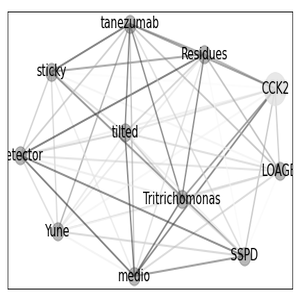 tanezumab
Residues
sticky
CCK2
tilted
etector
LOAGE
Tritrichomonas
Yune
SSPD
medio